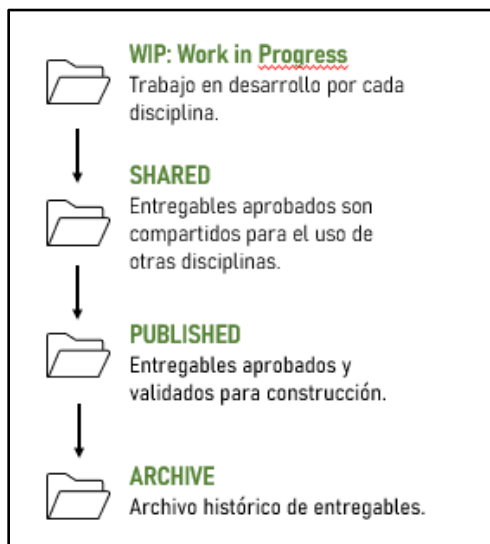 WIP: Work in Progress
Trabajo en desarrollo por cada
disciplina.
SHARED
Entregables aprobados son
compartidos para el uso de
otras disciplinas.
PUBLISHED
Entregables aprobados y
validados para construcción.
ARCHIVE
Archivo histórico de entregables.